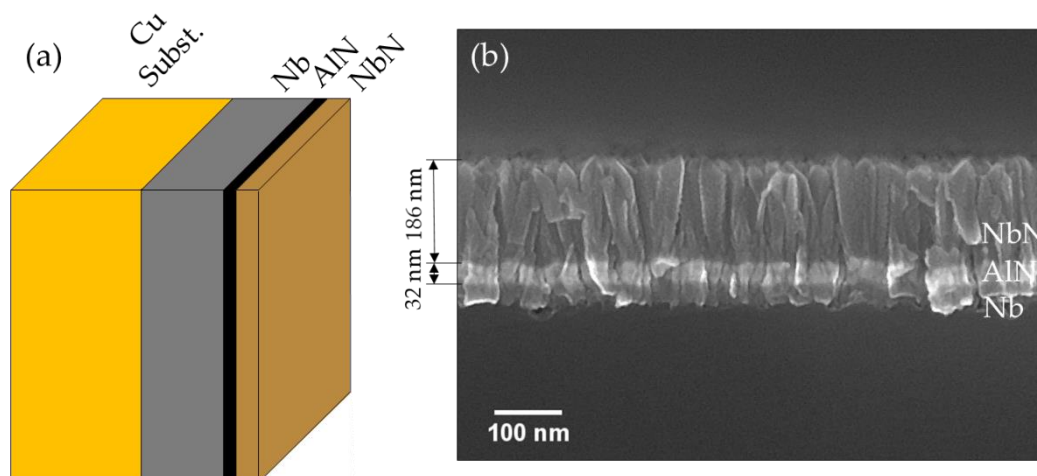 (a)
Cu
Subst.
Nb
AlN
NbN
(b)
186 nm
32 nm
NbN
AlN
Nb
100 nm